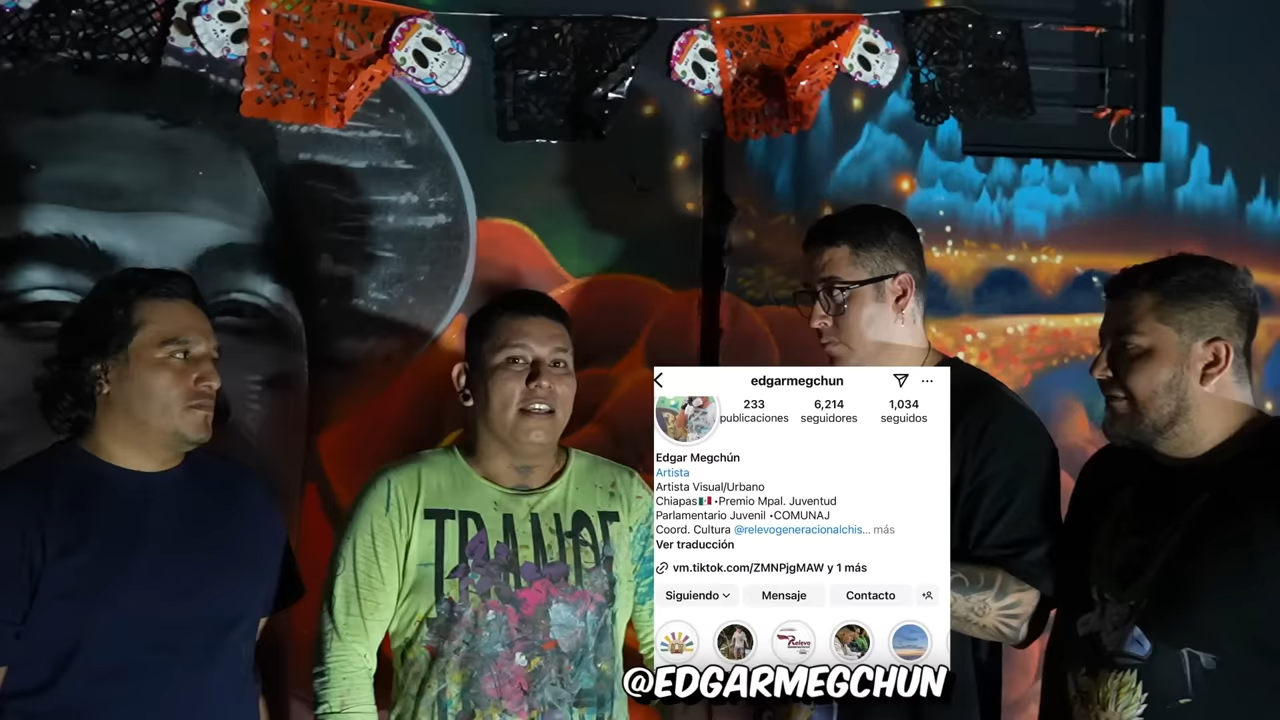 edgarmegchun
233
6,214
1,034
publicaciones
seguidores
seguidos
Edgar Megchún
Artista
Artista Visual/Urbano
Chiapas🇲🇽•Premio Mpal. Juventud
Parlamentario Juvenil •COMUNAJ
Coord. Cultura @relevogeneracionalchis... más
Ver traducción
vm.tiktok.com/ZMNPjgMAW y 1 más
Siguiendo
Mensaje
Contacto
Relevo
@EDGARMEGCHUN